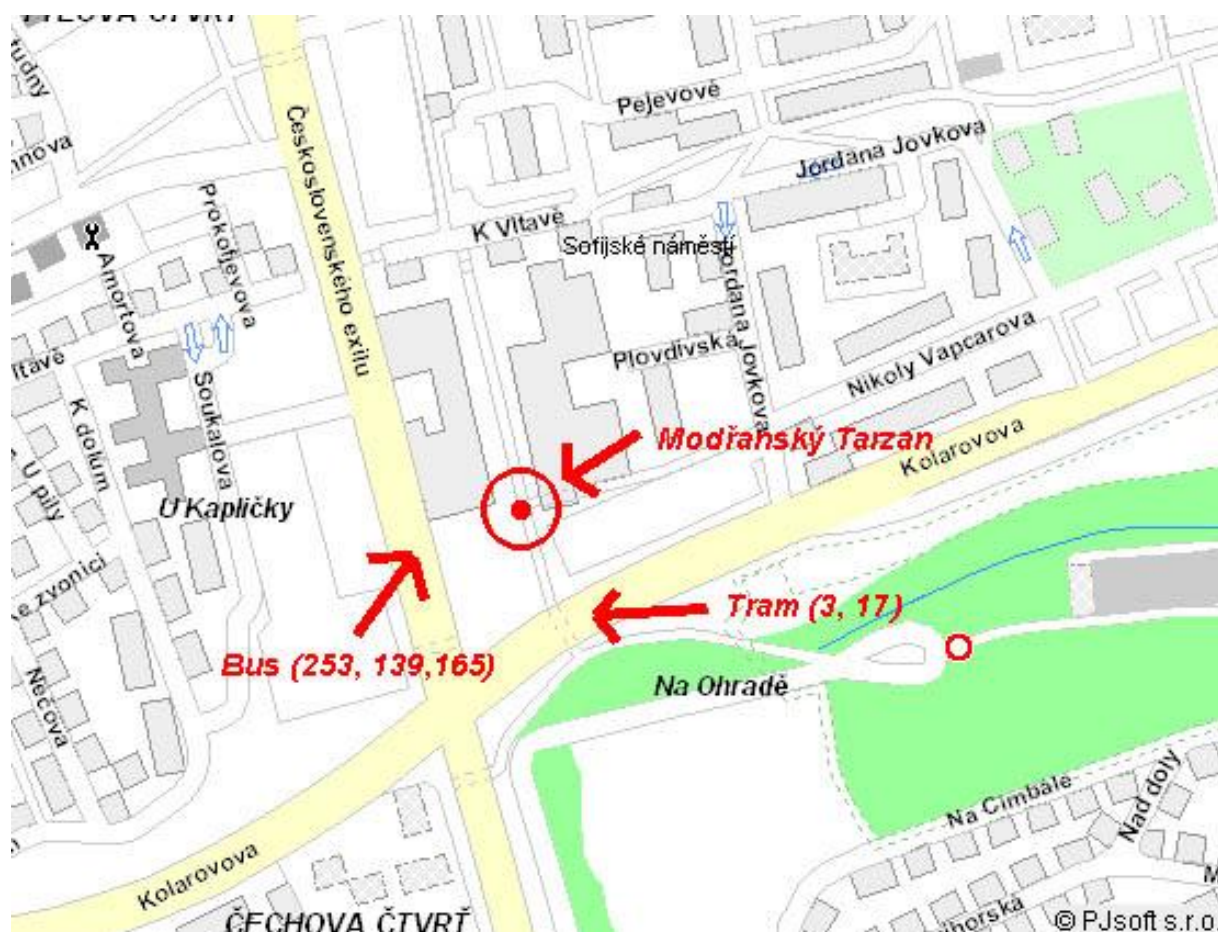 ČTVRŤ
Československého exilu
Pejevové
Jordana Jovkova
Prokofjevova
K Vltavě
Sofijské náměstí
Amortova
Jordana Jovkova
Plovdivská
Nikoly Vapcarova
Soukalova
K dolum
U pily
Modřanský Tarzan
Kolarovova
U Kapličky
Tram (3, 17)
Bus (253, 139,165)
Na Ohradě
Nečova
Na Cimbále
Nad doly
Kolarovova
ČECHOVA ČTVRŤ
© PJsoft s.r.o.